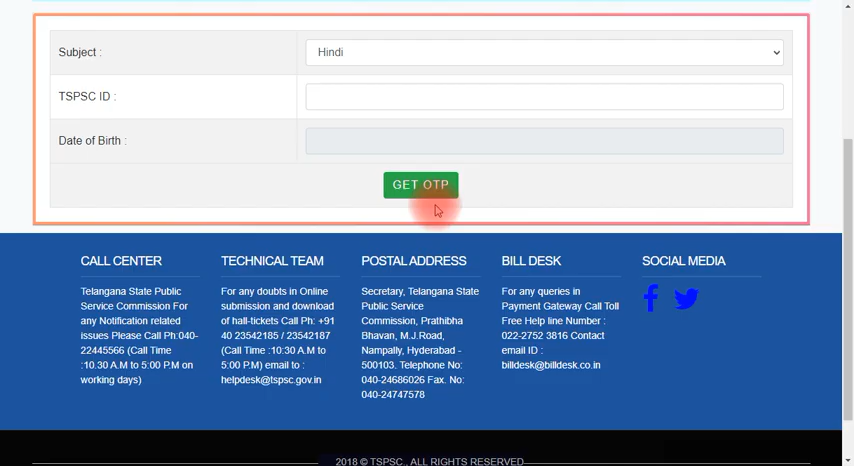 Subject :
Hindi
TSPSC ID :
Date of Birth :
GET OTP
CALL CENTER
Telangana State Public
Service Commission For
any Notification related
issues Please Call Ph:040-
22445566 (Call Time
:10.30 A.M to 5:00 P.M on
working days)
TECHNICAL TEAM
For any doubts in Online
submission and download
of hall-tickets Call Ph: +91
40 23542185 / 23542187
(Call Time :10:30 A.M to
5:00 P.M) email to :
helpdesk@tspsc.gov.in
POSTAL ADDRESS
Secretary, Telangana State
Public Service
Commission, Prathibha
Bhavan, M.J.Road,
Nampally, Hyderabad -
500103. Telephone No:
040-24686026 Fax. No:
040-24747578
BILL DESK
For any queries in
Payment Gateway Call Toll
Free Help line Number :
022-2752 3816 Contact
email ID :
billdesk@billdesk.co.in
SOCIAL MEDIA
2018 © TSPSC., ALL RIGHTS RESERVED